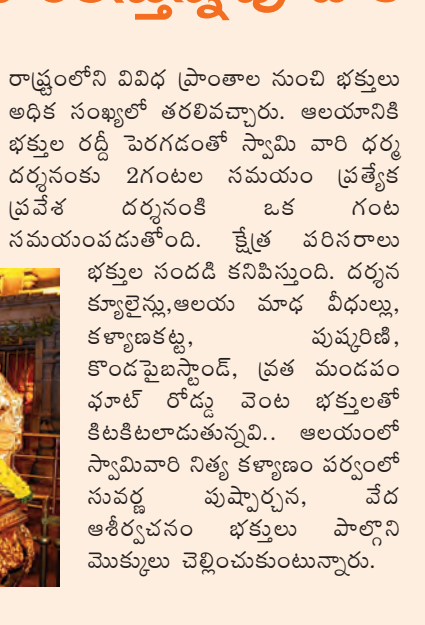 రాష్ట్రంలోని వివిధ ప్రాంతాల నుంచి భక్తులు
అధిక సంఖ్యలో తరలివచ్చారు. ఆలయానికి
భక్తుల రద్దీ పెరగడంతో స్వామి వారి ధర్మ
దర్శనంకు 2గంటల సమయం ప్రత్యేక
ప్రవేశ దర్శనంకి ఒక గంట
సమయంపడుతోంది. క్షేత్ర పరిసరాలు
భక్తుల సందడి కనిపిస్తుంది. దర్శన
క్యూలైన్లు,ఆలయ మాఢ వీధుల్లు,
కళ్యాణకట్ట, పుష్కరిణి,
కొండపైబస్టాండ్, వ్రత మండపం
ఘాట్ రోడ్డు వెంట భక్తులతో
కిటకిటలాడుతున్నవి.. ఆలయంలో
స్వామివారి నిత్య కళ్యాణం పర్వంలో
సువర్ణ పుష్పార్చన, వేద
ఆశీర్వచనం భక్తులు పాల్గొని
మొక్కులు చెల్లించుకుంటున్నారు.